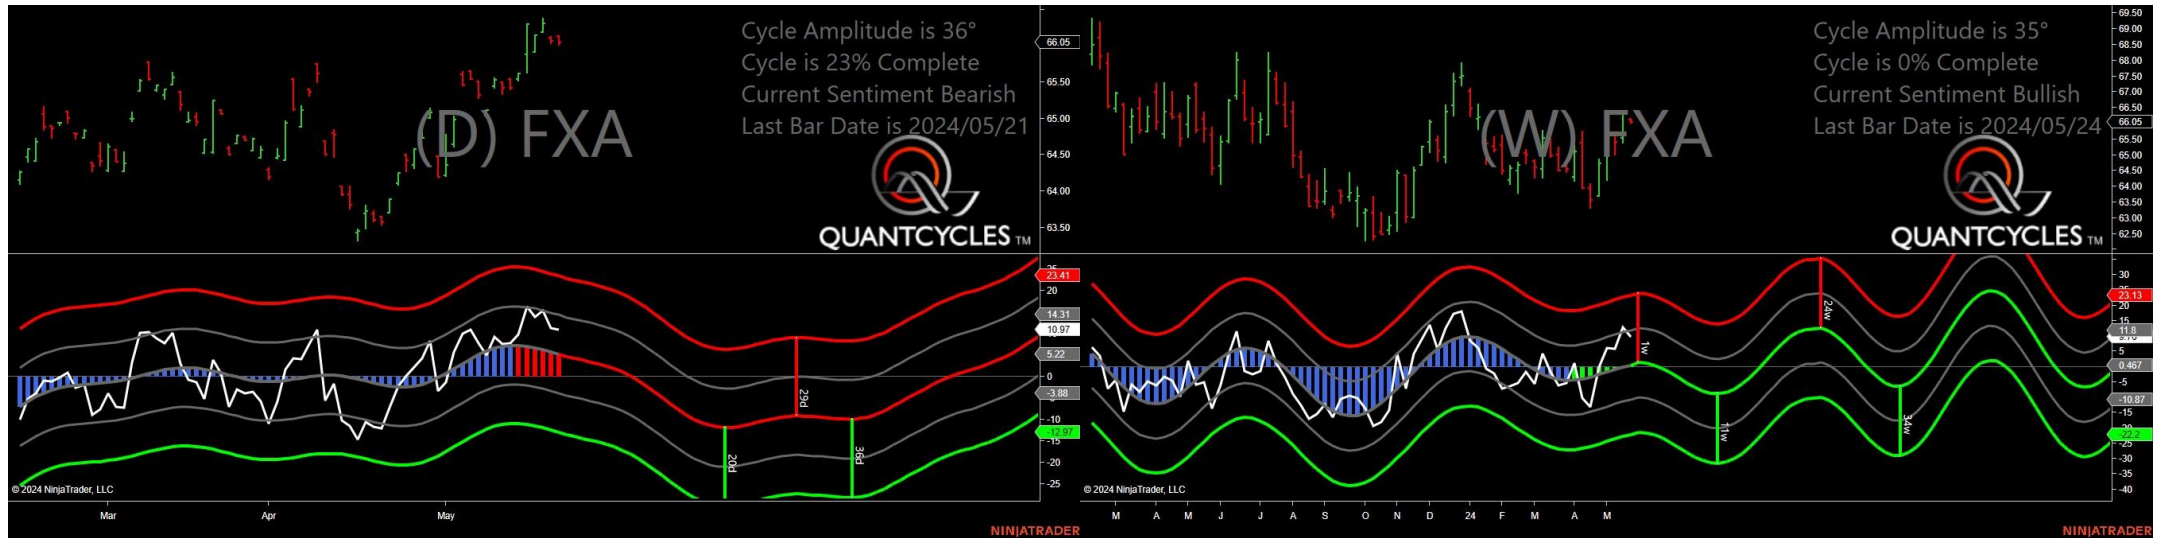 Cycle Amplitude is 36°
Cycle is 23% Complete
Current Sentiment Bearish
Last Bar Date is 2024/05/21
(D) FXA
QUANTCYCLES TM
66.05
65.50
65.00
64.50
64.00
63.50
23.41
20
14.31
10.97
5.22
0
-3.88
-10
-12.97
-15
-20
-25
20d
29d
36d
© 2024 NinjaTrader, LLC
Mar Apr May
NINJATRADER
Cycle Amplitude is 35°
Cycle is 0% Complete
Current Sentiment Bullish
Last Bar Date is 2024/05/24
(W) FXA
QUANTCYCLES TM
69.50
69.00
68.50
68.00
67.50
67.00
66.50
66.05
65.50
65.00
64.50
64.00
63.50
63.00
62.50
30
23.13
20
15
11.8
5
0.467
-5
-10.87
-15
-22.2
-25
-30
-35
-40
1w
11w
24w
34w
© 2024 NinjaTrader, LLC
M A M J J A S O N D 24 F M A M
NINJATRADER